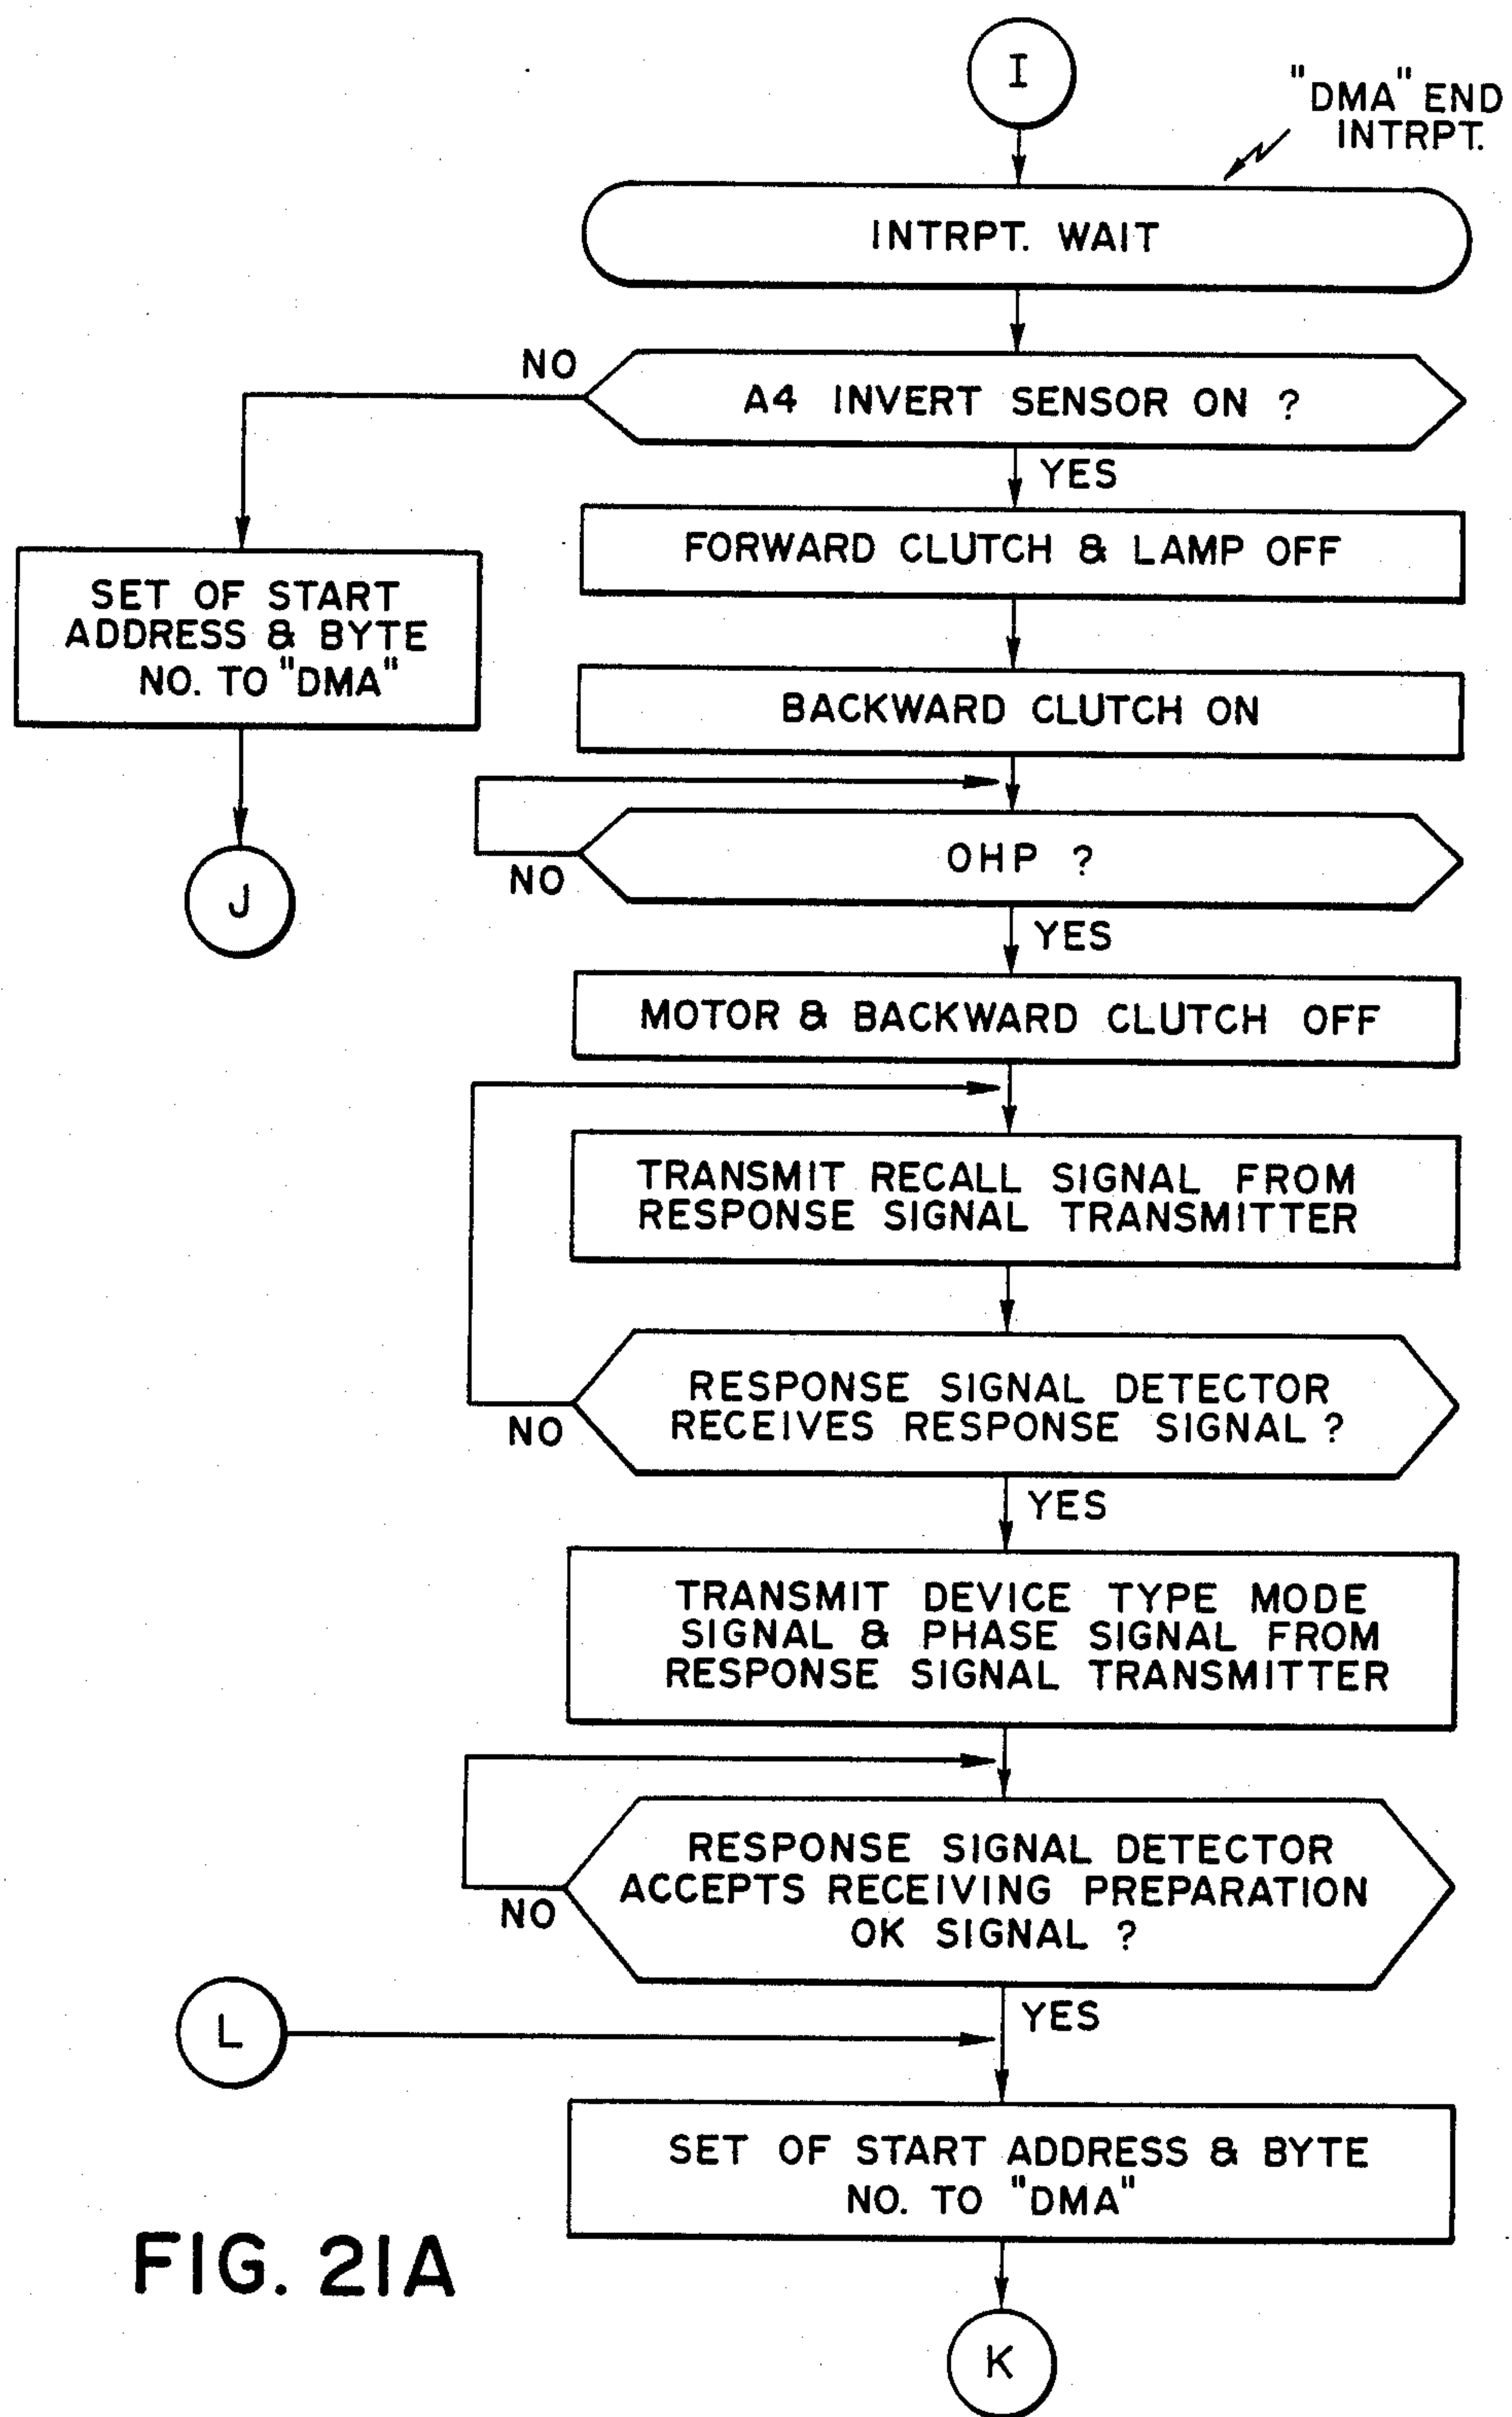 I
"DMA" END
INTRPT.
INTRPT. WAIT
NO
A4 INVERT SENSOR ON ?
YES
FORWARD CLUTCH & LAMP OFF
SET OF START
ADDRESS & BYTE
NO. TO "DMA"
BACKWARD CLUTCH ON
J
OHP ?
NO
YES
MOTOR & BACKWARD CLUTCH OFF
TRANSMIT RECALL SIGNAL FROM
RESPONSE SIGNAL TRANSMITTER
RESPONSE SIGNAL DETECTOR
RECEIVES RESPONSE SIGNAL ?
NO
YES
TRANSMIT DEVICE TYPE MODE
SIGNAL & PHASE SIGNAL FROM
RESPONSE SIGNAL TRANSMITTER
RESPONSE SIGNAL DETECTOR
ACCEPTS RECEIVING PREPARATION
OK SIGNAL ?
NO
YES
L
SET OF START ADDRESS & BYTE
NO. TO "DMA"
K
FIG. 21A